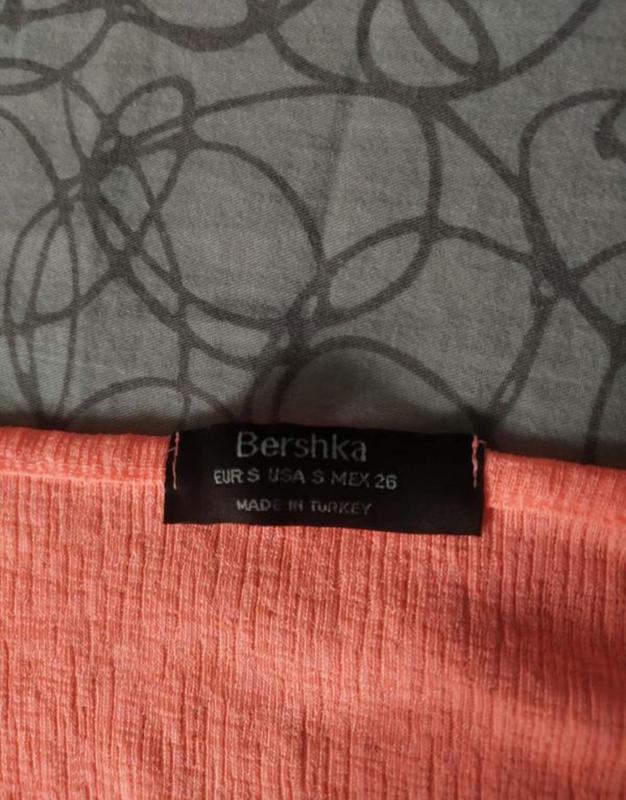 Bershka
EUR S USA S MEX 26
MADE IN TURKEY